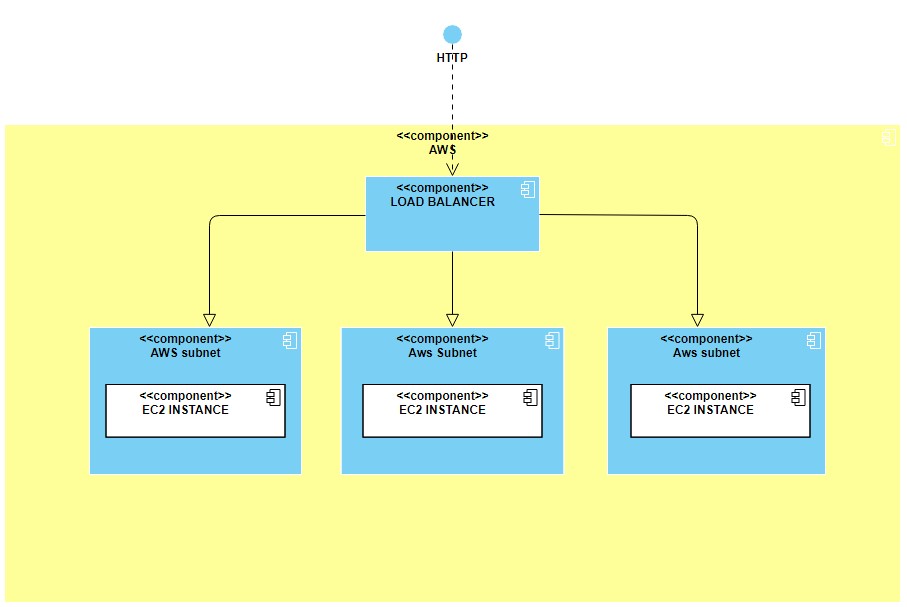 HTTP
<<component>>
AWS
<<component>>
LOAD BALANCER
<<component>>
AWS subnet
<<component>>
EC2 INSTANCE
<<component>>
Aws Subnet
<<component>>
EC2 INSTANCE
<<component>>
Aws subnet
<<component>>
EC2 INSTANCE